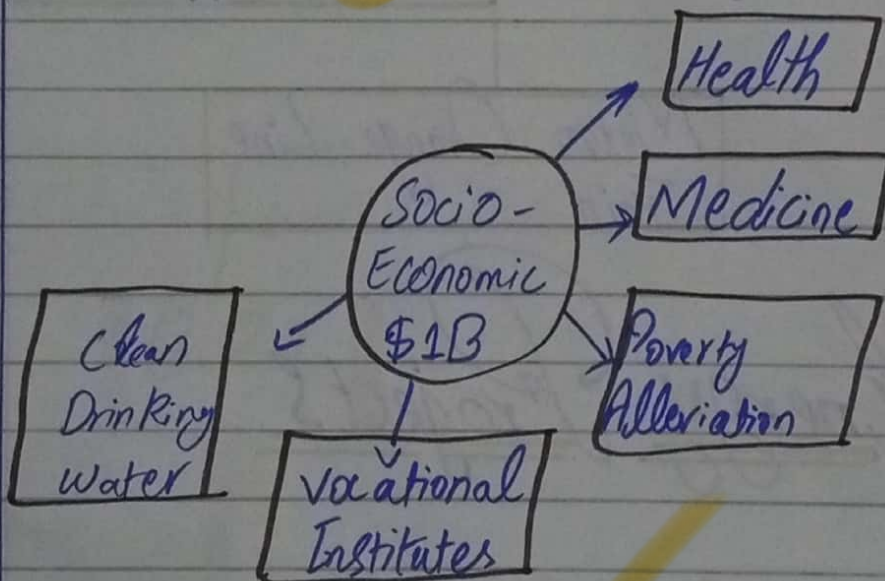 Health
Medicine
Socio-
Economic
$1B
Poverty
Alleviation
Clean
Drinking
Water
Vocational
Institutes